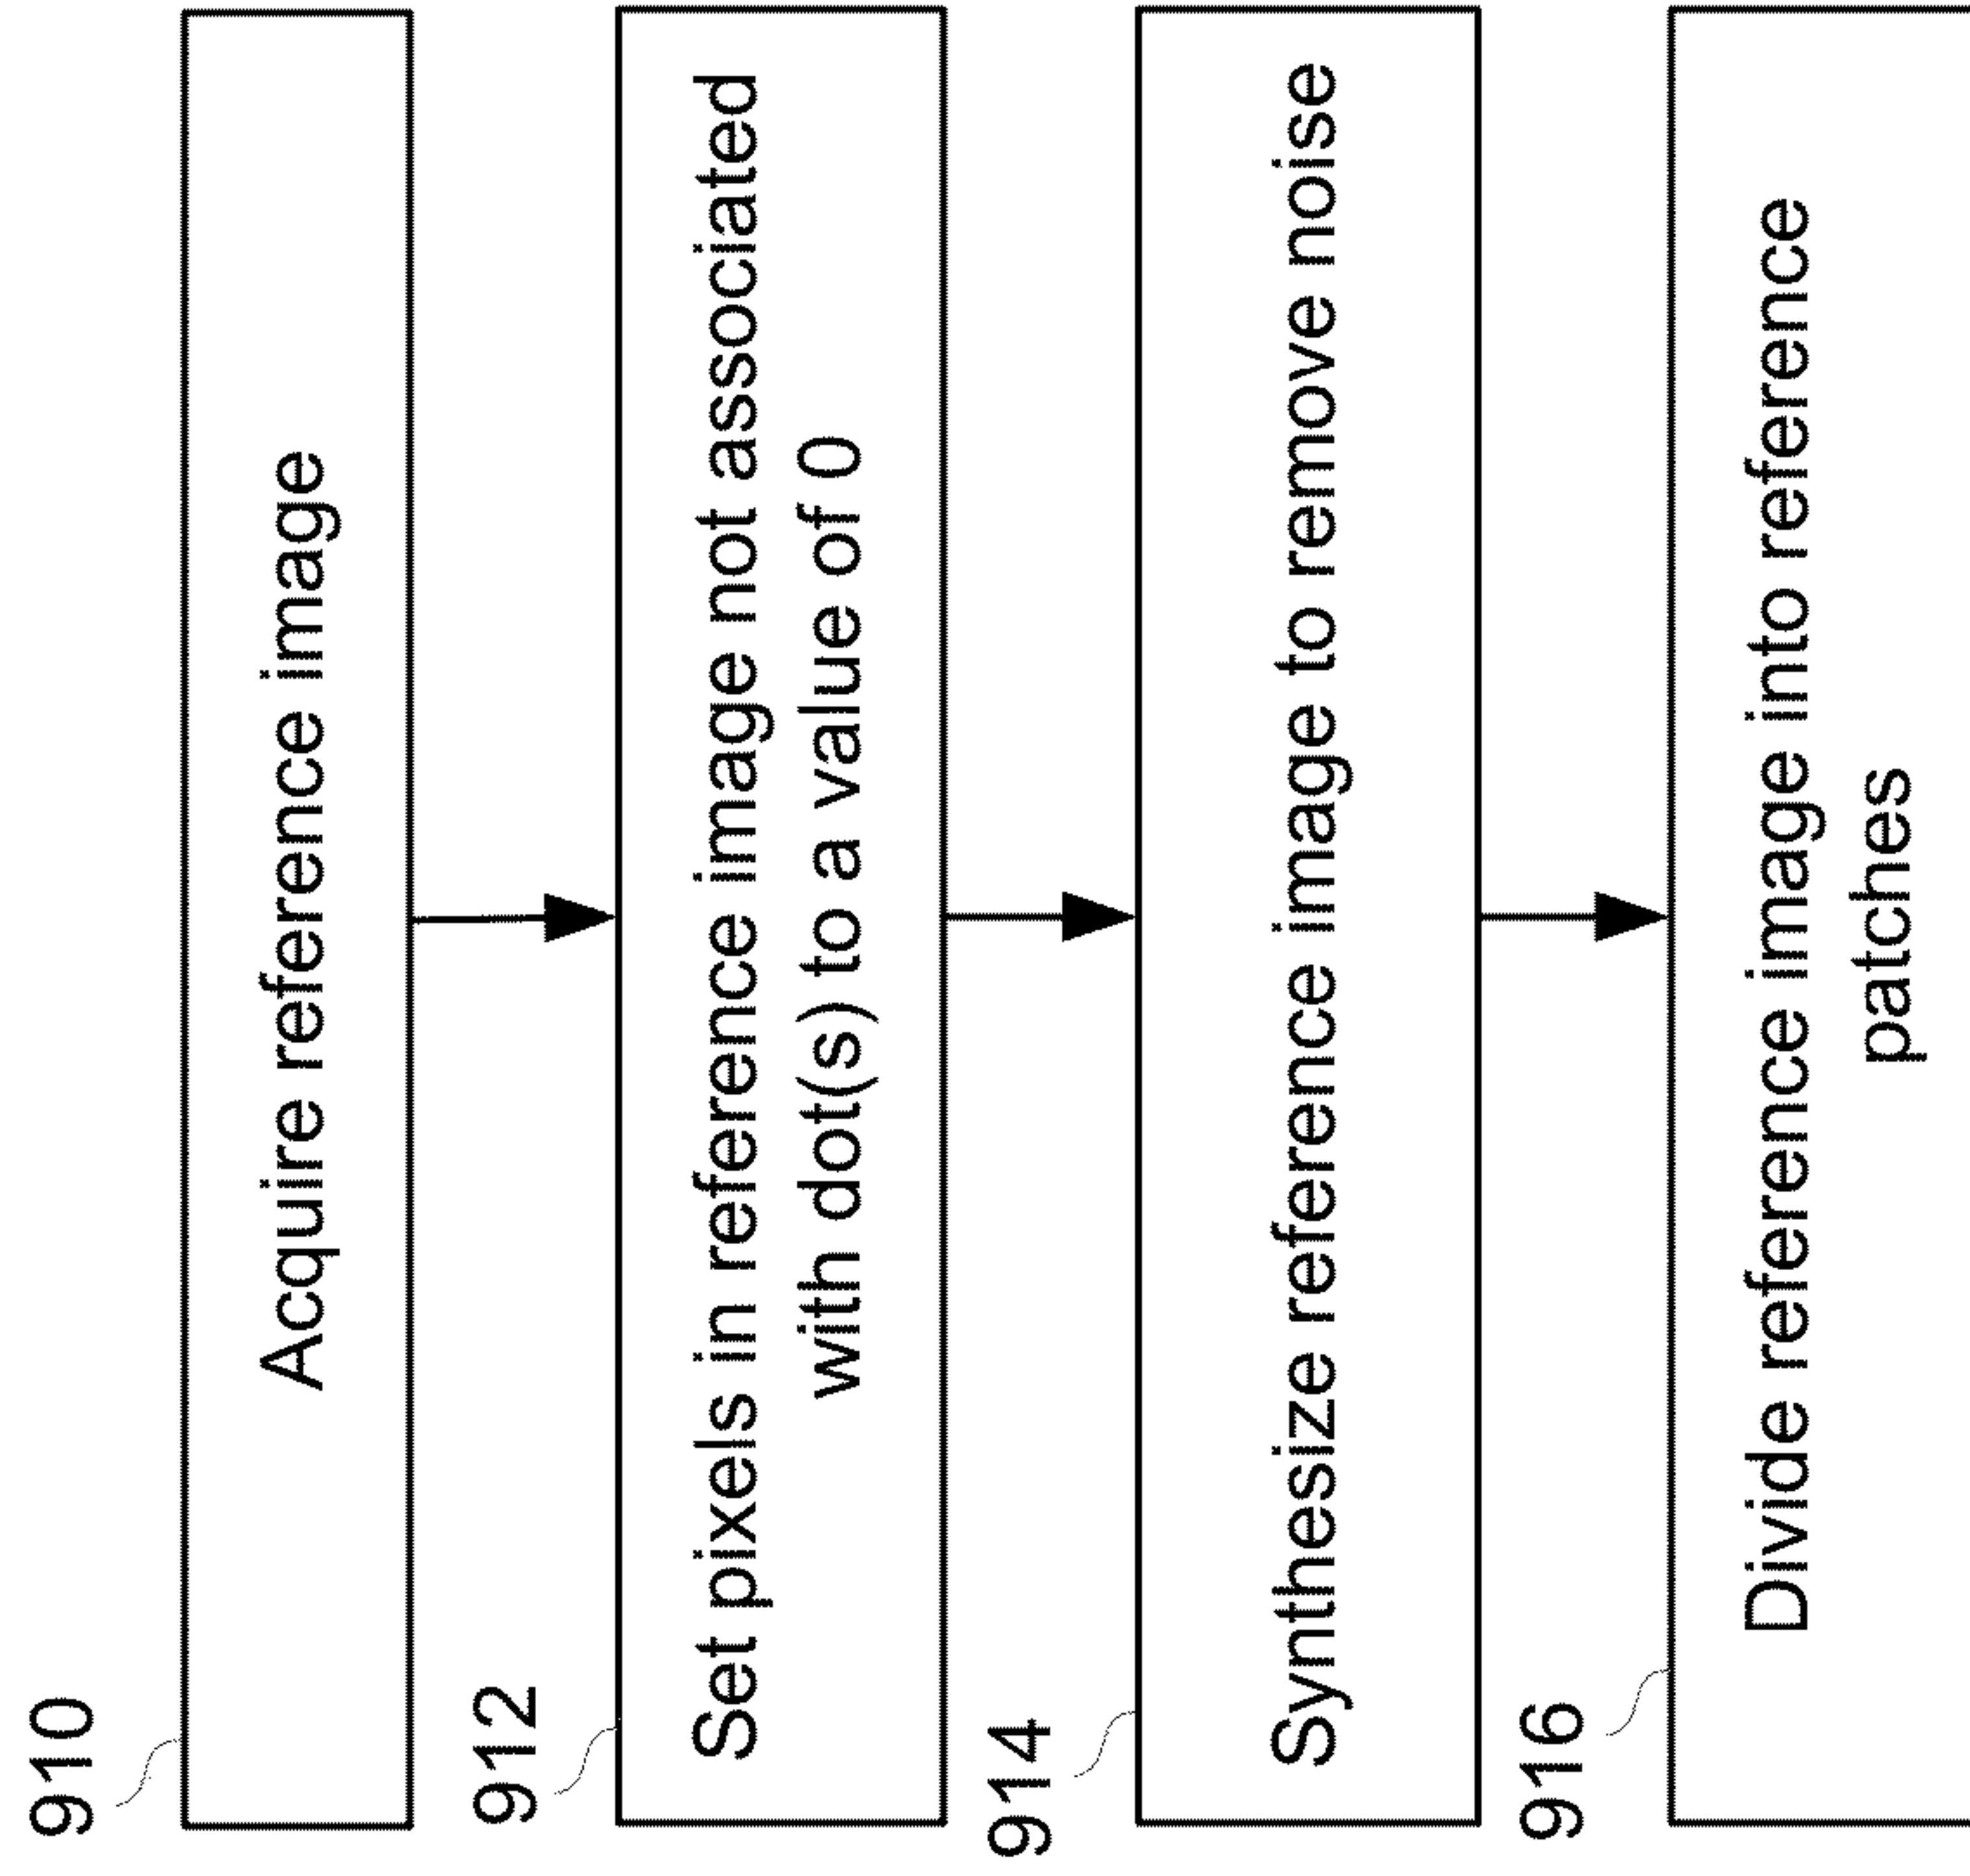 910
Acquire reference image
912
Set pixels in reference image not associated
with dot(s) to a value of 0
914
Synthesize reference image to remove noise
916
Divide reference image into reference
patches